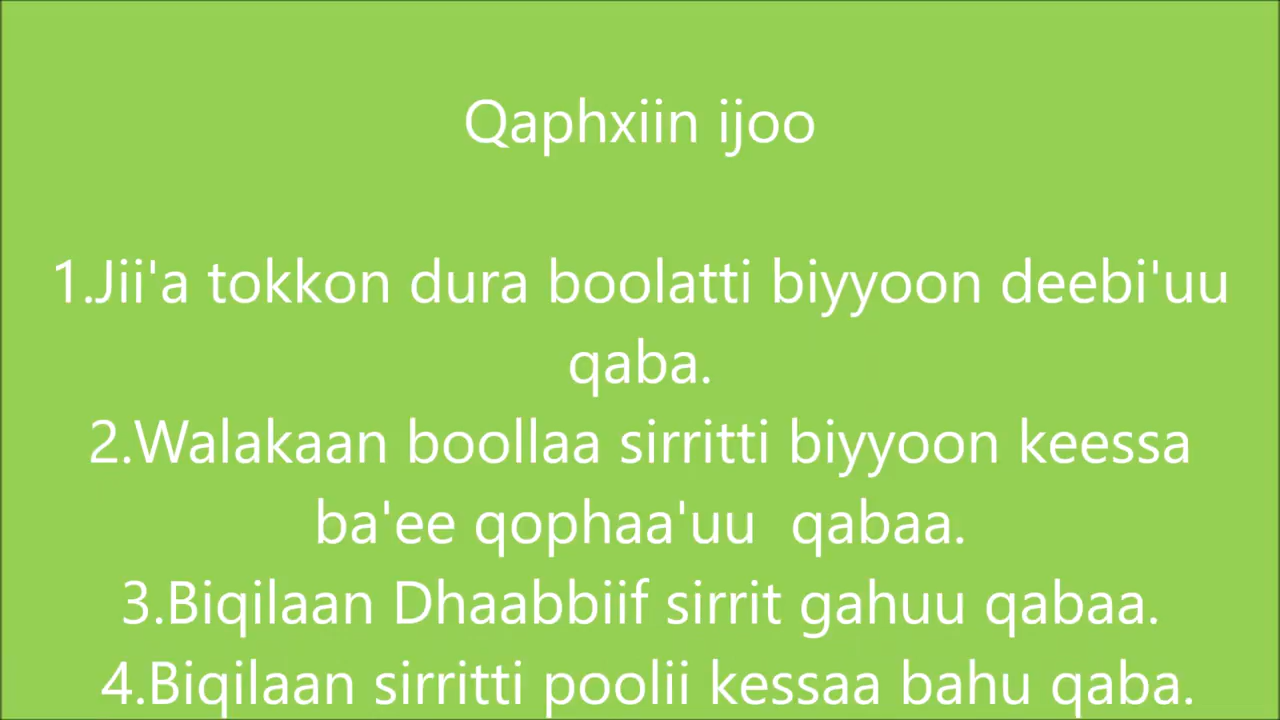 Qaphxiin ijoo
1.Jii'a tokkon dura boolatti biyyoon deebi'uu
qaba.
2.Walakaan boollaa sirritti biyyoon keessa
ba'ee qophaa'uu  qabaa.
3.Biqilaan Dhaabbiif sirrit gahuu qabaa.
4.Biqilaan sirritti poolii kessaa bahu qaba.